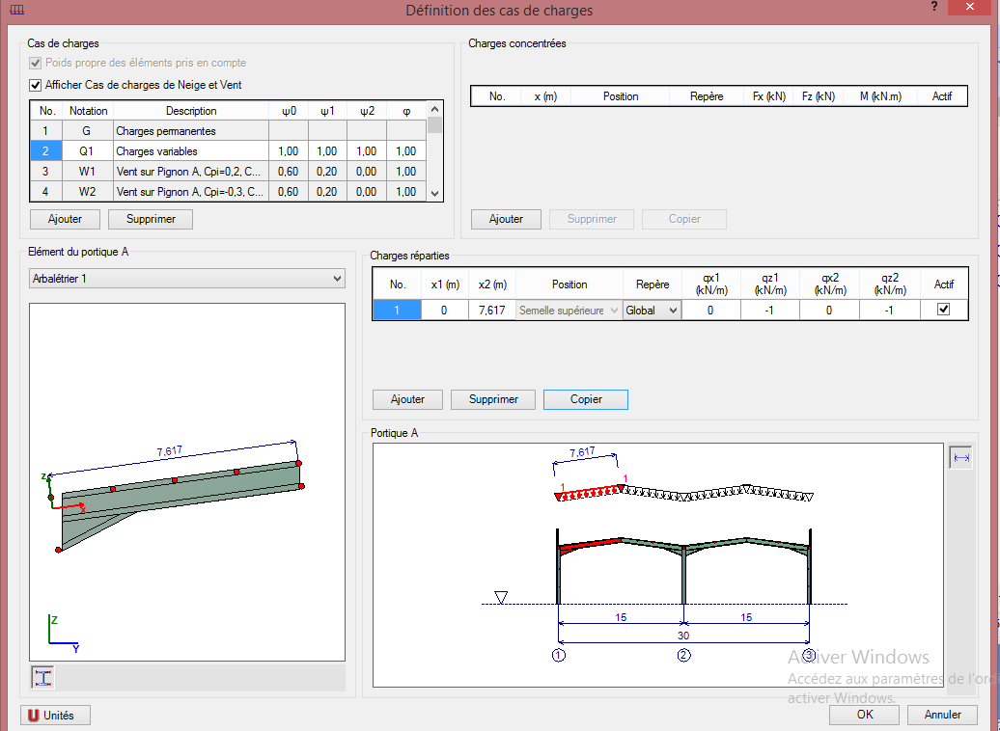 Définition des cas de charges
?
Cas de charges
Poids propre des éléments pris en compte
Afficher Cas de charges de Neige et Vent
No. Notation Description ψ0 ψ1 ψ2 φ
1 G Charges permanentes
2 Q1 Charges variables 1,00 1,00 1,00 1,00
3 W1 Vent sur Pignon A, Cpi=0,2, C... 0,60 0,20 0,00 1,00
4 W2 Vent sur Pignon A, Cpi=-0,3, C... 0,60 0,20 0,00 1,00
Ajouter Supprimer
Charges concentrées
No. x (m) Position Repère Fx (kN) Fz (kN) M (kN.m) Actif
Ajouter Supprimer Copier
Elément du portique A
Arbalétrier 1
7,617
z
x
Z
Y
Charges réparties
No. x1 (m) x2 (m) Position Repère qx1 (kN/m) qz1 (kN/m) qx2 (kN/m) qz2 (kN/m) Actif
1 0 7,617 Semelle supérieure Global 0 -1 0 -1
Ajouter Supprimer Copier
Portique A
7,617
1 1
15 15
30
1 2 3
Activer Windows
Accédez aux paramètres de l'ord
activer Windows.
Unités
OK Annuler